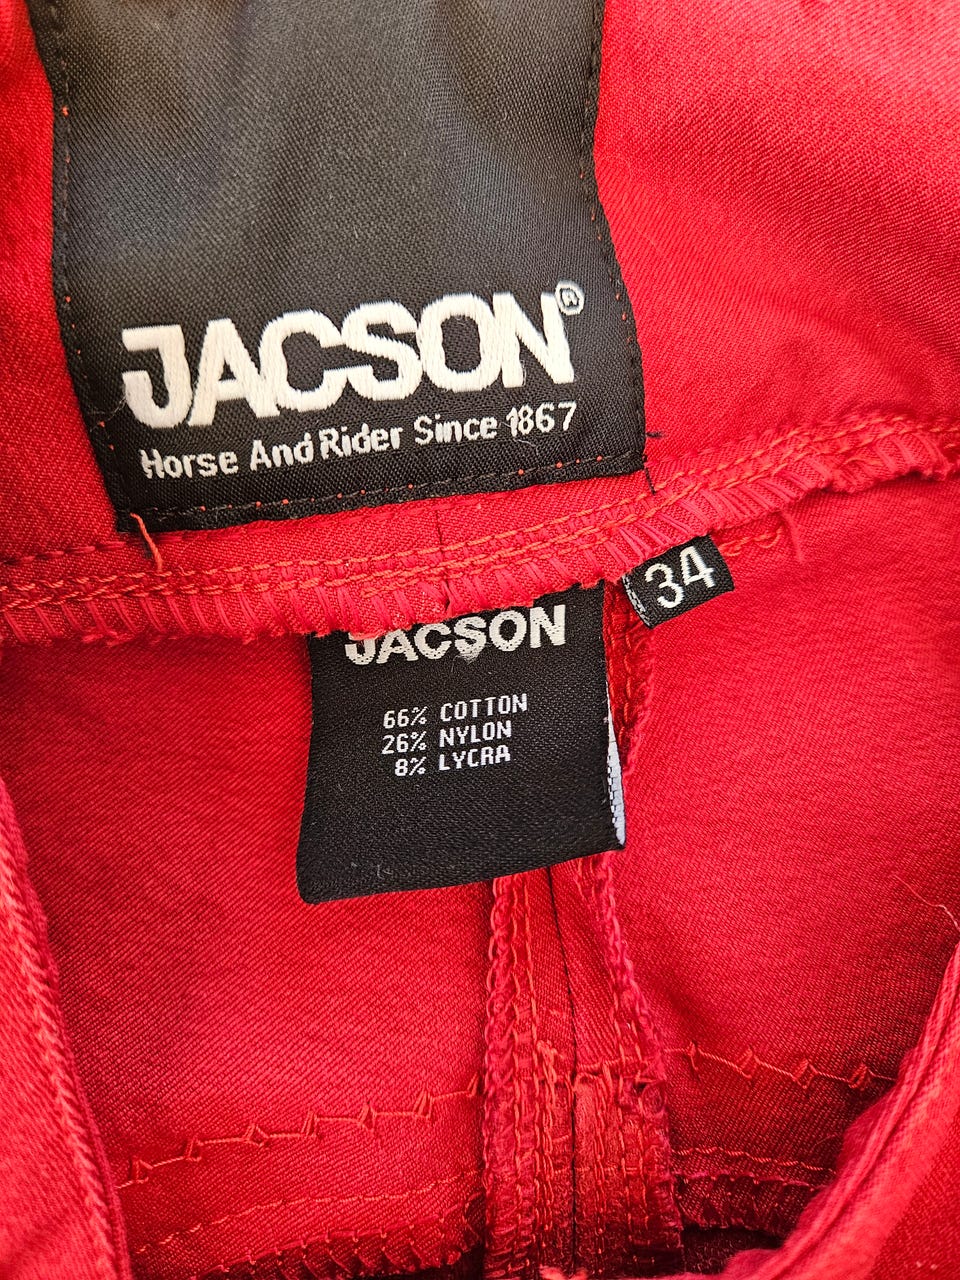 JACSON®
Horse And Rider Since 1867
34
JACSON
66% COTTON
26% NYLON
8% LYCRA